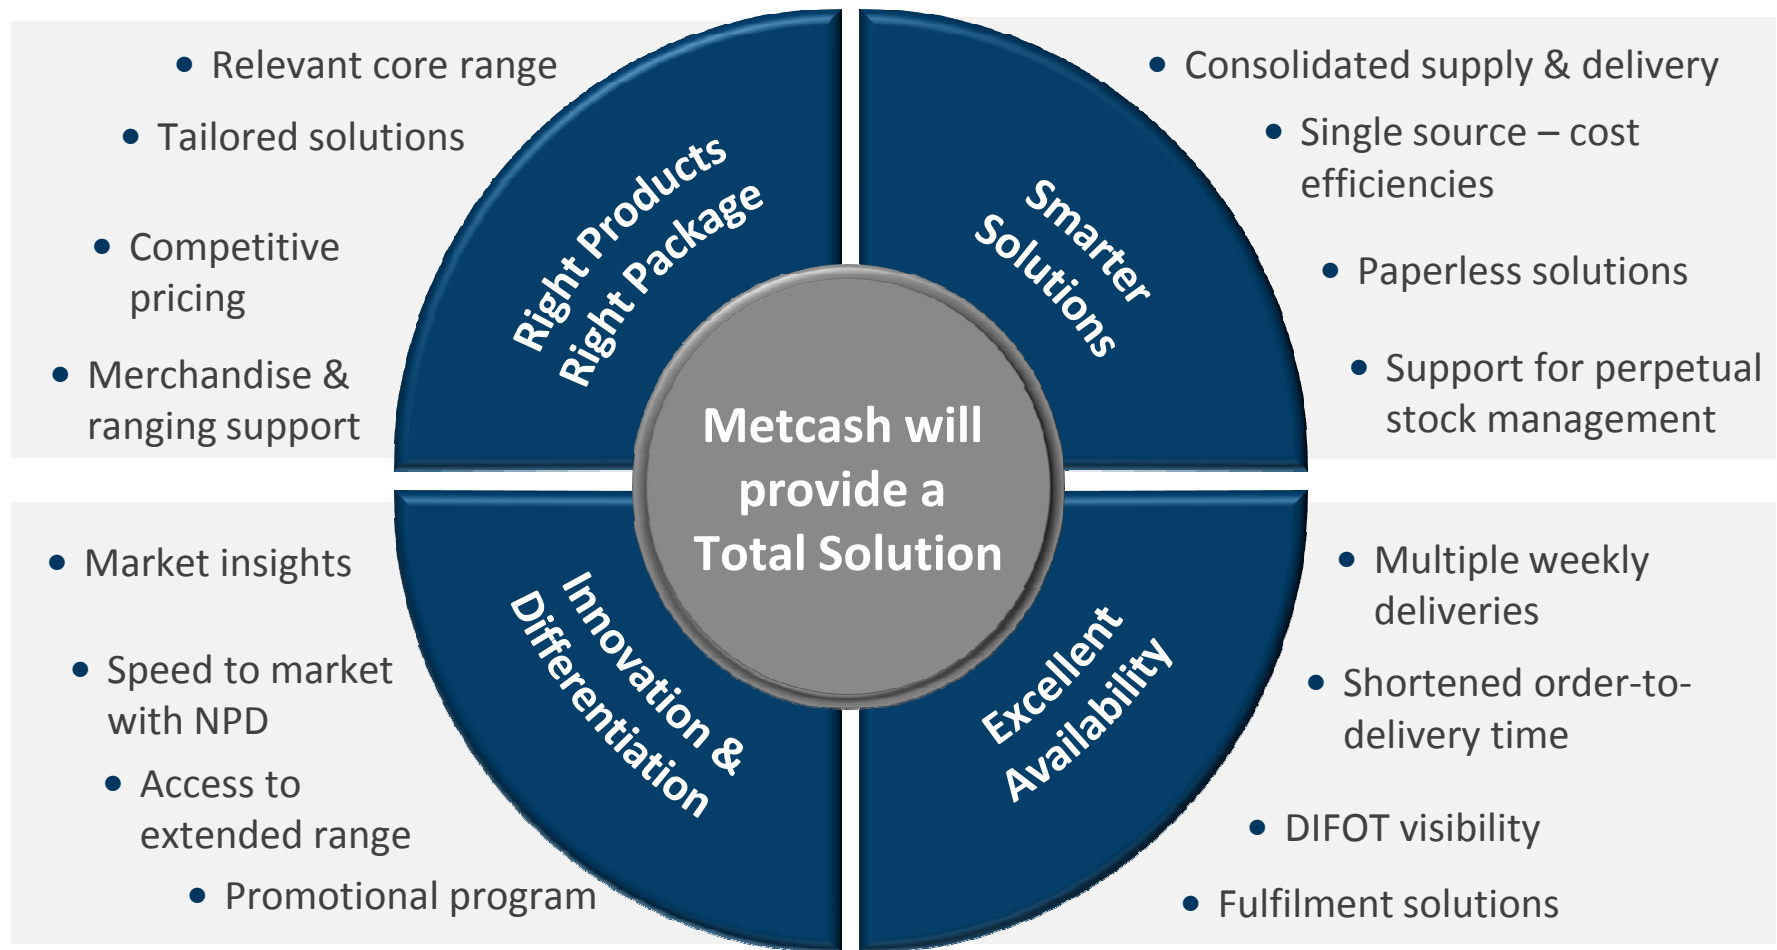 • Relevant core range
• Tailored solutions
• Competitive
pricing
• Merchandise &
ranging support
Right Products
Right Package
Smarter
Solutions
• Consolidated supply & delivery
• Single source – cost
efficiencies
• Paperless solutions
• Support for perpetual
stock management
Metcash will
provide a
Total Solution
• Market insights
• Speed to market
with NPD
• Access to
extended range
• Promotional program
Innovation &
Differentiation
Excellent
Availability
• Multiple weekly
deliveries
• Shortened order-to-
delivery time
• DIFOT visibility
• Fulfilment solutions